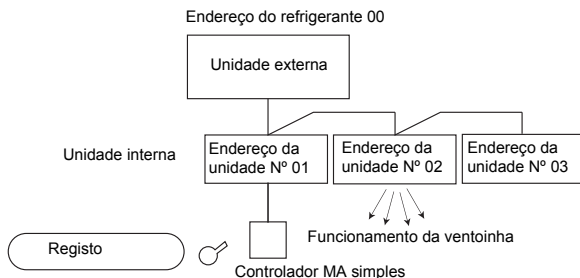 Endereço do refrigerante 00
Unidade externa
Unidade interna
Endereço da
unidade Nº 01
Endereço da
unidade Nº 02
Endereço da
unidade Nº 03
Funcionamento da ventoinha
Registo
Controlador MA simples